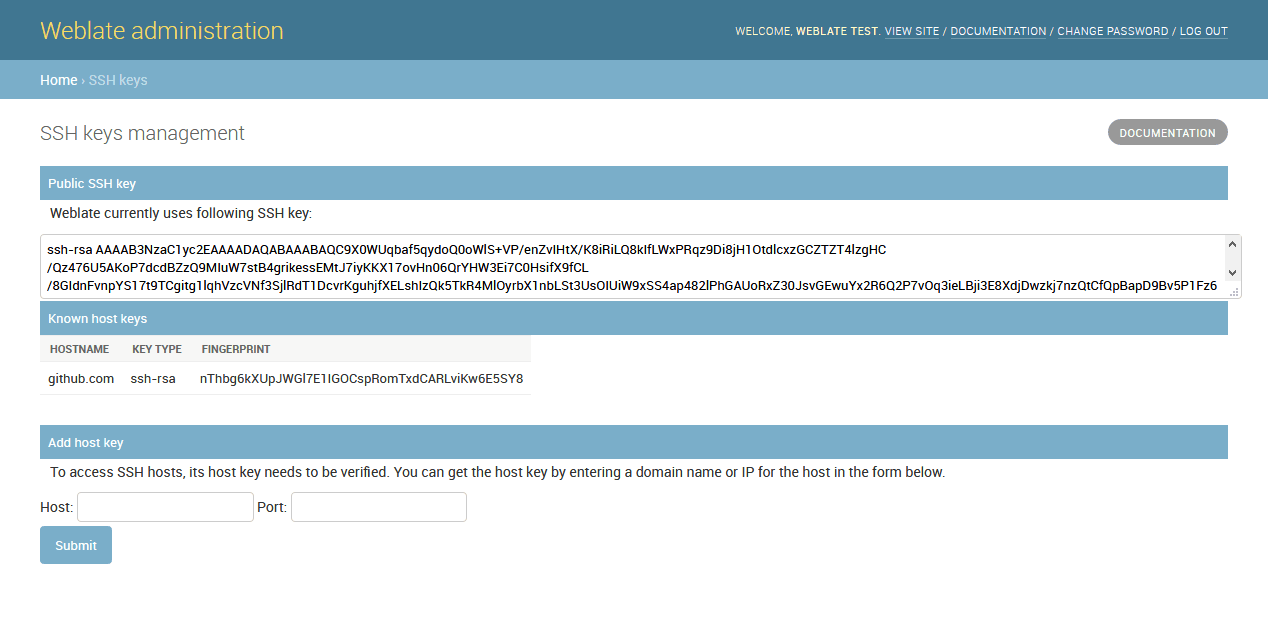 Weblate administration
WELCOME, WEBLATE TEST. VIEW SITE / DOCUMENTATION / CHANGE PASSWORD / LOG OUT
Home › SSH keys
SSH keys management
DOCUMENTATION
Public SSH key
Weblate currently uses following SSH key:
ssh-rsa AAAAB3NzaC1yc2EAAAADAQABAAABAQC9X0WUqbaf5qydoQ0oWlS+VP/enZvIHtX/K8iRiLQ8kIfLWxPRqz9Di8jH1OtdlcxzGCZTZT4lzgHC
/Qz476U5AKoP7dcdBZzQ9MIuW7stB4grikessEMtJ7iyKKX17ovHn06QrYHW3Ei7C0HsifX9fCL
/8GIdnFvnpYS17t9TCgitg1lqhVzcVNf3SjlRdT1DcvrKguhjfXELshIzQk5TkR4MlOyrbX1nbLSt3UsOIUiW9xSS4ap482lPhGAUoRxZ30JsvGEwuYx2R6Q2P7vOq3ieLBji3E8XdjDwzkj7nzQtCfQpBapD9Bv5P1Fz6
Known host keys
HOSTNAME KEY TYPE FINGERPRINT
github.com ssh-rsa nThbg6kXUpJWGl7E1IGOCspRomTxdCARLviKw6E5SY8
Add host key
To access SSH hosts, its host key needs to be verified. You can get the host key by entering a domain name or IP for the host in the form below.
Host: Port:
Submit